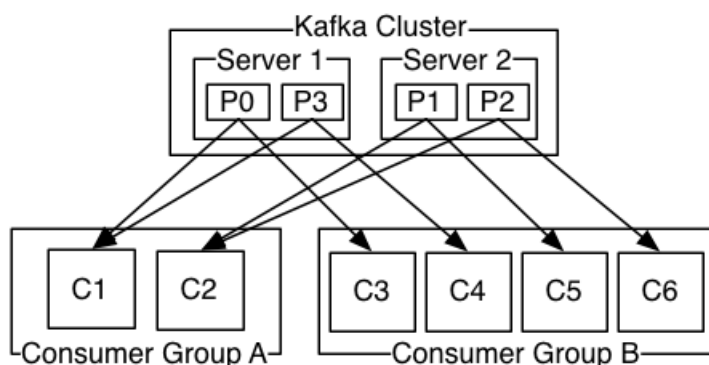 Kafka Cluster
Server 1 Server 2
P0 P3 P1 P2
C1 C2 C3 C4 C5 C6
Consumer Group A Consumer Group B